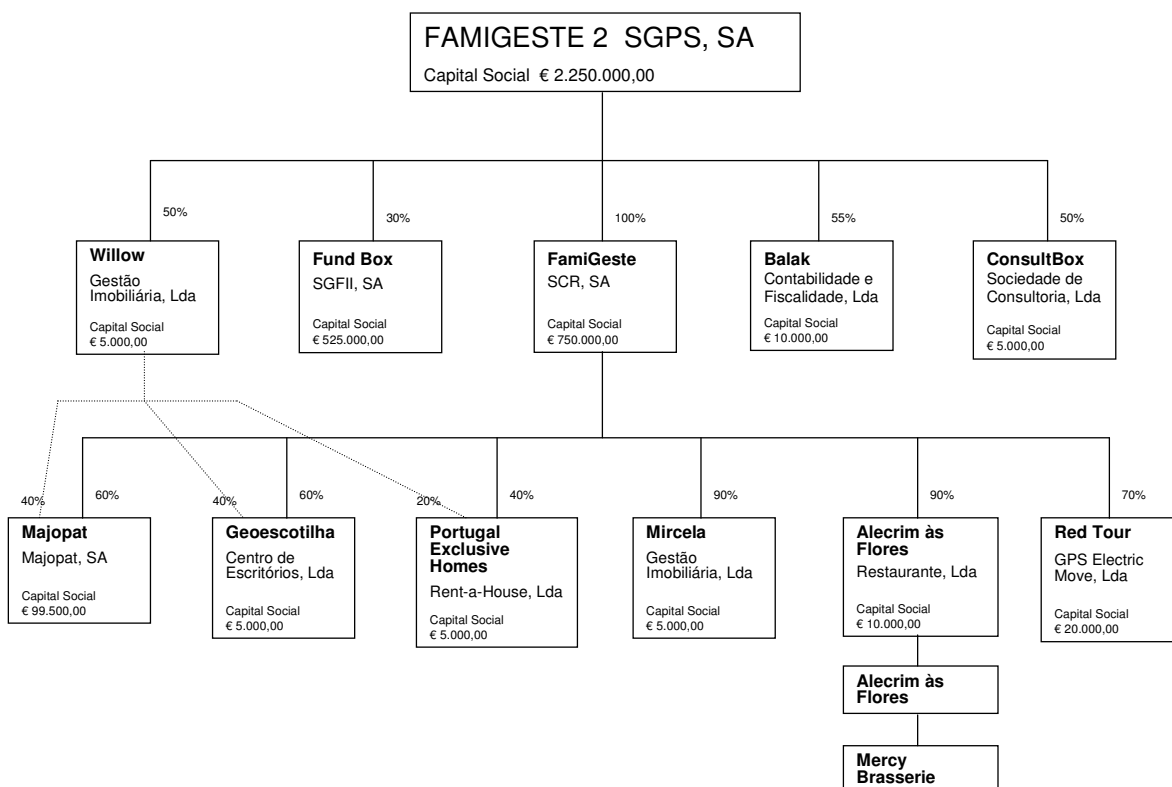 FAMIGESTE 2 SGPS, SA
Capital Social € 2.250.000,00
50%
30%
100%
55%
50%
Willow
Gestão
Imobiliária, Lda
Capital Social
€ 5.000,00
Fund Box
SGFII, SA
Capital Social
€ 525.000,00
FamiGeste
SCR, SA
Capital Social
€ 750.000,00
Balak
Contabilidade e
Fiscalidade, Lda
Capital Social
€ 10.000,00
ConsultBox
Sociedade de
Consultoria, Lda
Capital Social
€ 5.000,00
40%
60%
40%
60%
20%
40%
90%
90%
70%
Majopat
Majopat, SA
Capital Social
€ 99.500,00
Geoescotilha
Centro de
Escritórios, Lda
Capital Social
€ 5.000,00
Portugal
Exclusive
Homes
Rent-a-House, Lda
Capital Social
€ 5.000,00
Mircela
Gestão
Imobiliária, Lda
Capital Social
€ 5.000,00
Alecrim às
Flores
Restaurante, Lda
Capital Social
€ 10.000,00
Red Tour
GPS Electric
Move, Lda
Capital Social
€ 20.000,00
Alecrim às
Flores
Mercy
Brasserie